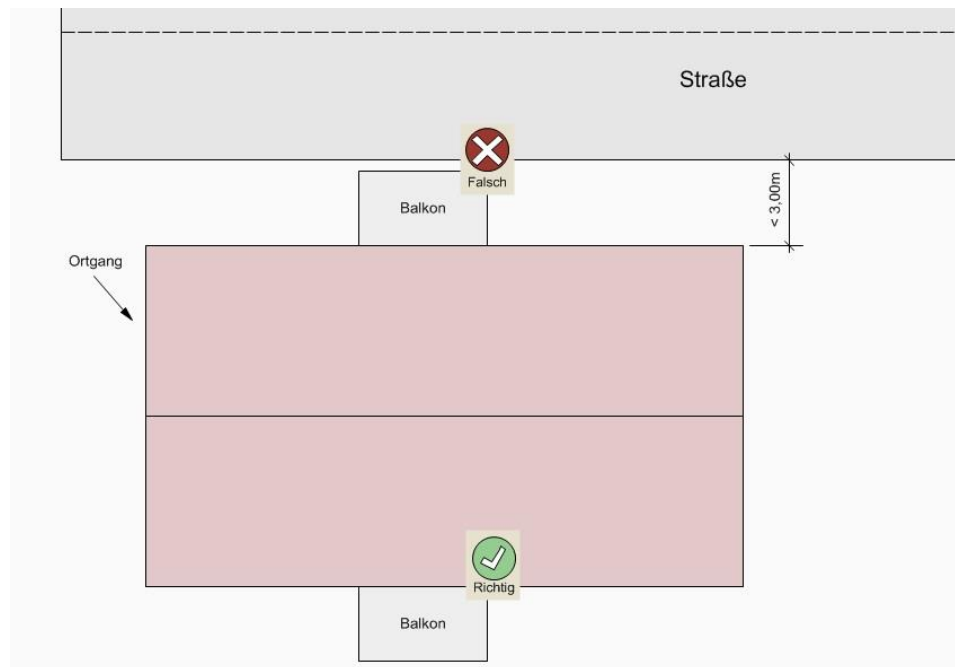 Straße
Falsch
Balkon
< 3,00m
Ortgang
Richtig
Balkon